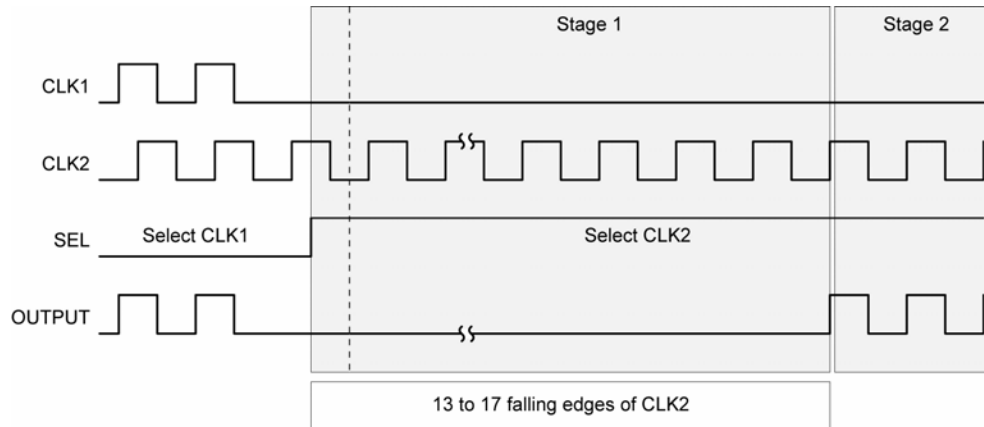 Stage 1
Stage 2
CLK1
CLK2
SEL
Select CLK1
Select CLK2
OUTPUT
13 to 17 falling edges of CLK2